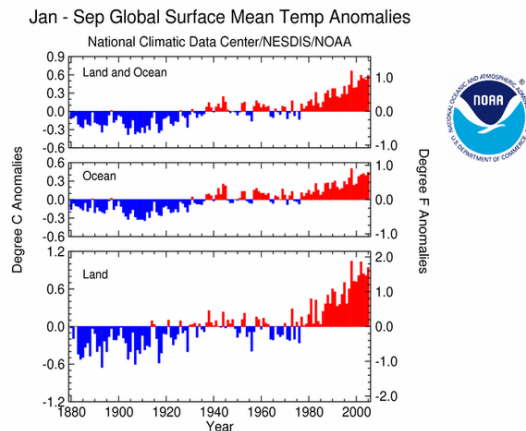 Jan - Sep Global Surface Mean Temp Anomalies
National Climatic Data Center/NESDIS/NOAA
Degree C Anomalies
Degree F Anomalies
0.9
0.6
0.3
0.0
-0.3
-0.6
Land and Ocean
1.0
0.0
-1.0
0.6
0.3
0.0
-0.3
-0.6
Ocean
1.0
0.0
-1.0
1.2
0.6
0.0
-0.6
-1.2
Land
2.0
1.0
0.0
-1.0
-2.0
1880 1900 1920 1940 1960 1980 2000
Year
NATIONAL OCEANIC AND ATMOSPHERIC
NOAA
U.S. DEPARTMENT OF COMMERCE
®